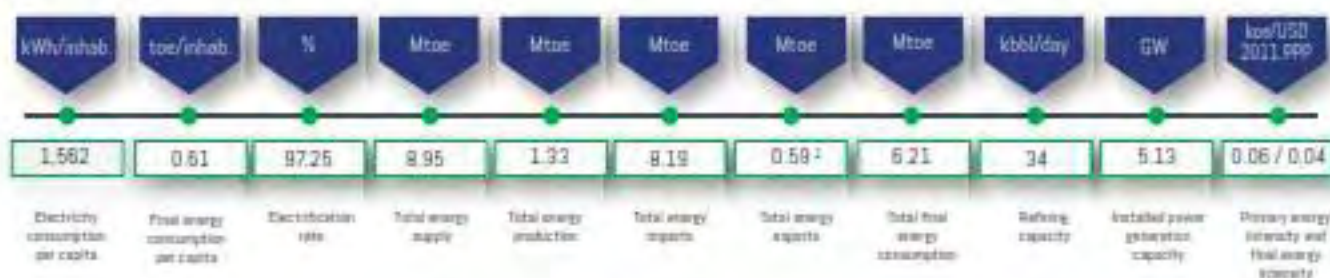 kWh/inhab. toe/inhab. % Mtoe Mtoe Mtoe Mtoe Mtoe kbbl/day GW koe/USD
2011 PPP
1,562 0.61 97.25 8.95 1.33 8.19 0.59 6.21 34 5.13 0.06 / 0.04
Electricity Final energy Electrification Total energy Total energy Total energy Total energy Total final Refining Installed power Primary energy
consumption consumption rate supply production imports exports energy capacity generation intensity and
per capita per capita consumption capacity final energy
intensity